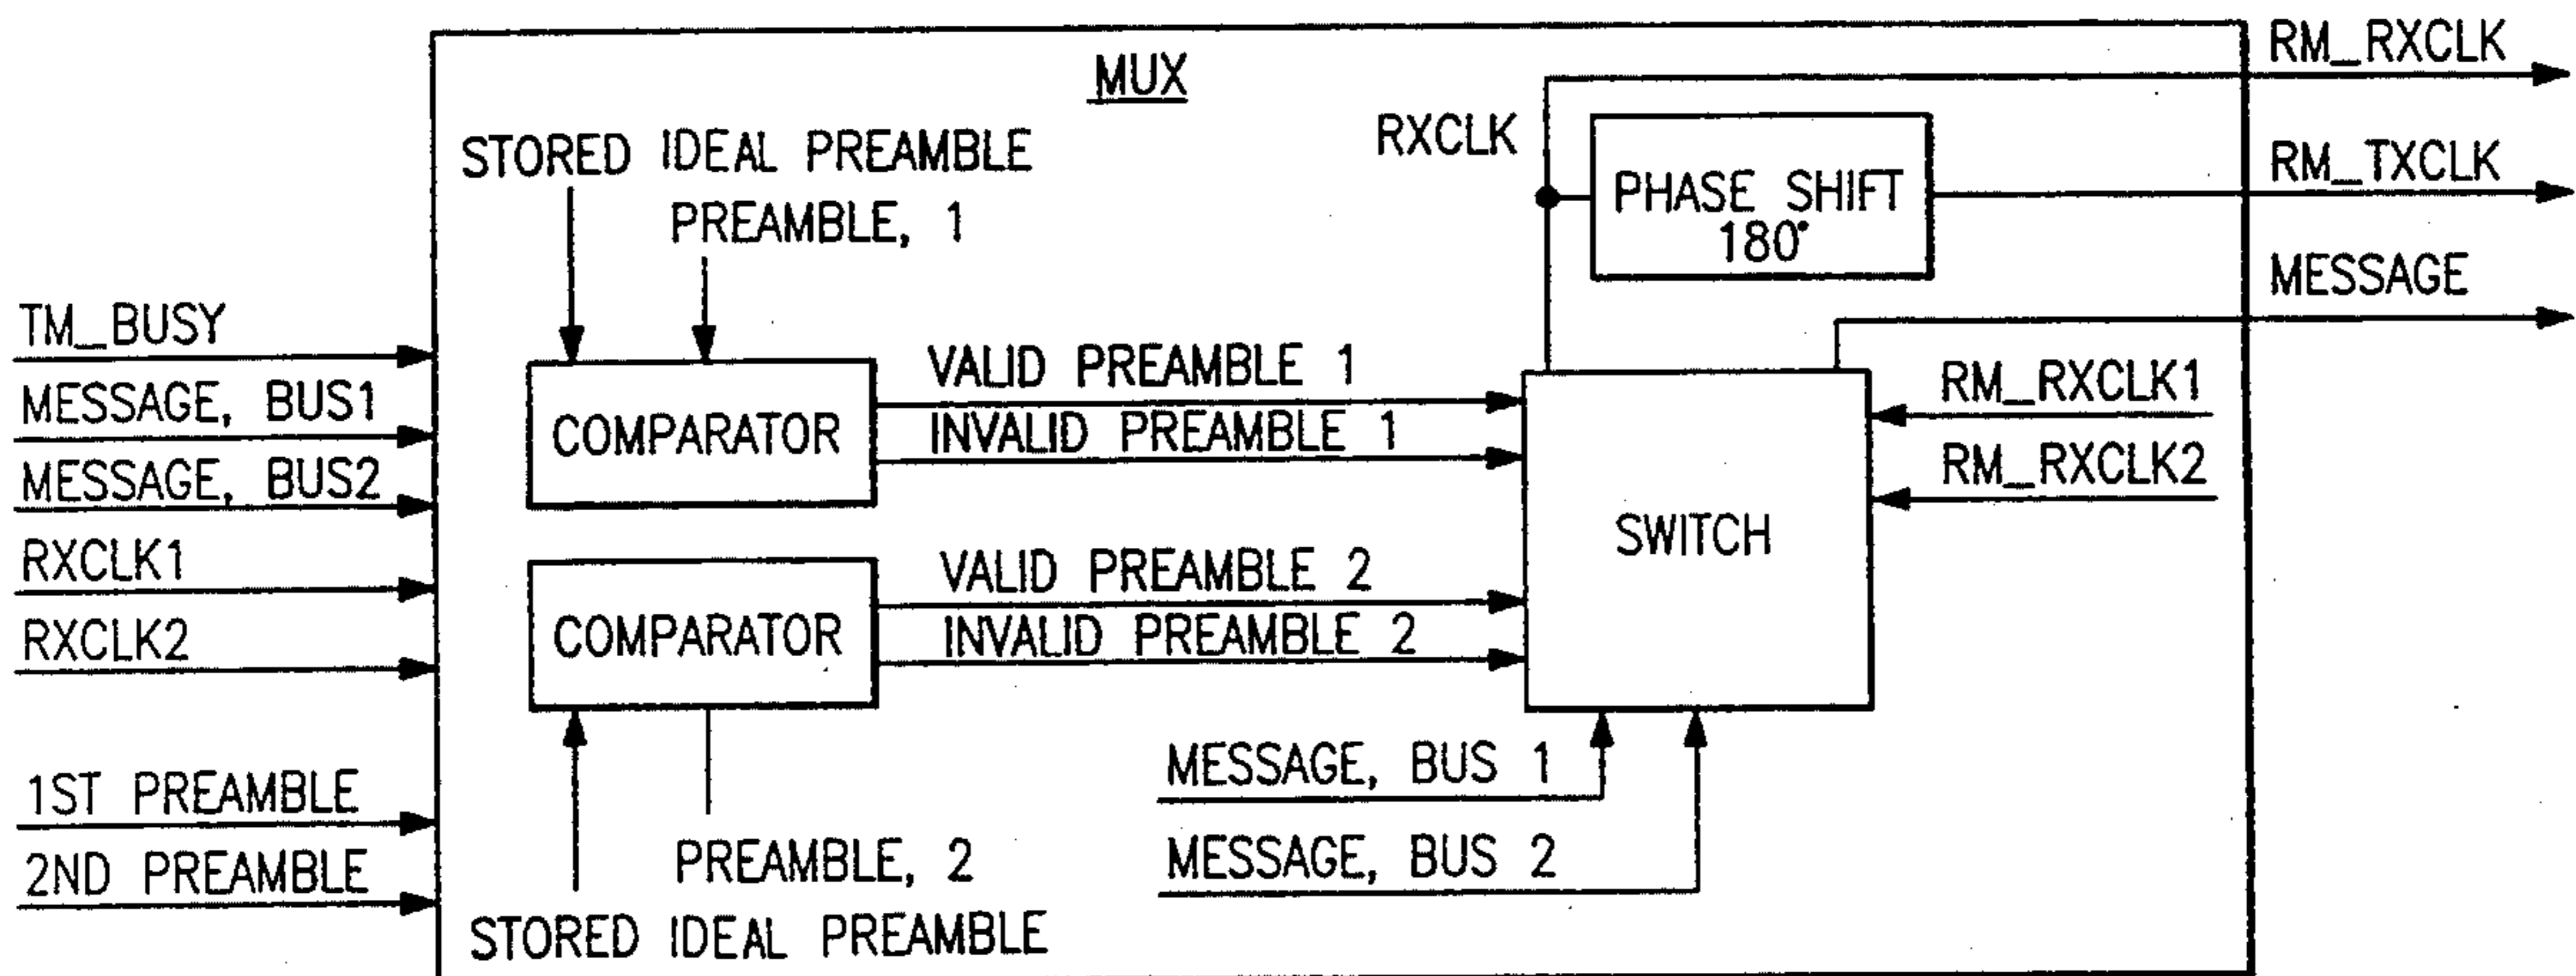 MUX
RM_RXCLK
RXCLK
PHASE SHIFT
180°
RM_TXCLK
MESSAGE
STORED IDEAL PREAMBLE
PREAMBLE, 1
TM_BUSY
MESSAGE, BUS1
MESSAGE, BUS2
RXCLK1
RXCLK2
1ST PREAMBLE
2ND PREAMBLE
COMPARATOR
VALID PREAMBLE 1
INVALID PREAMBLE 1
COMPARATOR
VALID PREAMBLE 2
INVALID PREAMBLE 2
PREAMBLE, 2
STORED IDEAL PREAMBLE
SWITCH
RM_RXCLK1
RM_RXCLK2
MESSAGE, BUS 1
MESSAGE, BUS 2